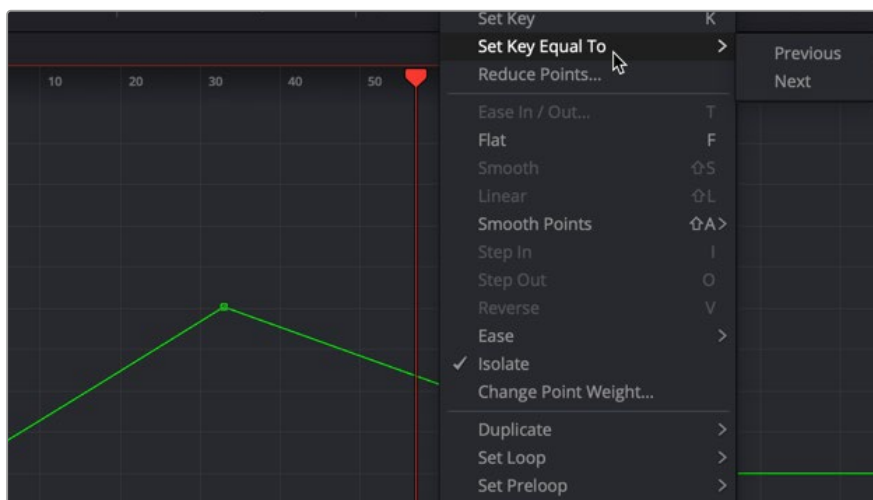 10 20 30 40 50
Set Key K
Set Key Equal To >
Reduce Points...
Ease In / Out... T
Flat F
Smooth ⇧S
Linear ⇧L
Smooth Points ⇧A>
Step In I
Step Out O
Reverse V
Ease >
✓ Isolate
Change Point Weight...
Duplicate >
Set Loop >
Set Preloop >
Previous
Next